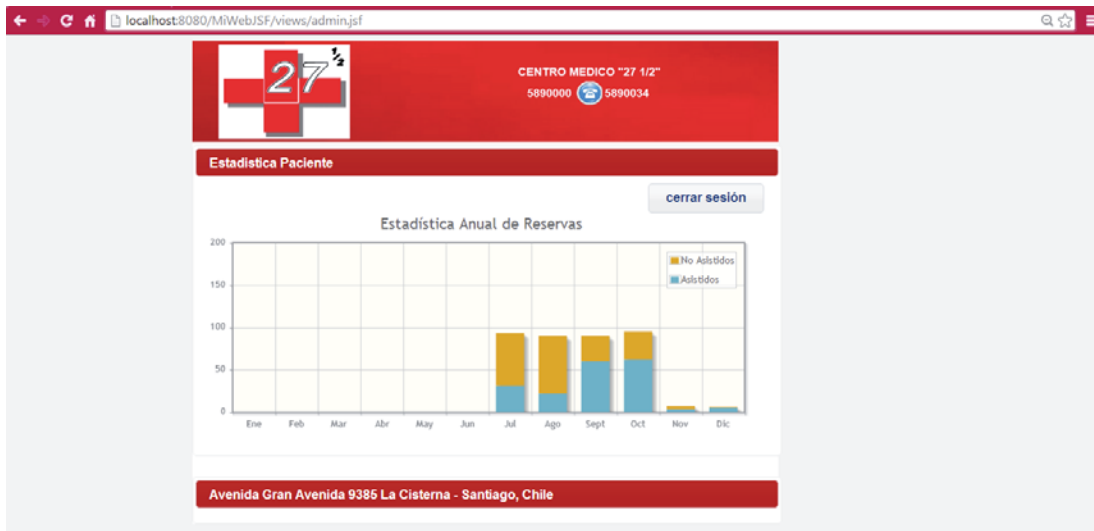 localhost:8080/MiWebJSF/views/admin.jsf
27 1/2
CENTRO MEDICO "27 1/2"
5890000 5890034
Estadistica Paciente
cerrar sesión
Estadística Anual de Reservas
200
No Asistidos
Asistidos
150
100
50
0
Ene Feb Mar Abr May Jun Jul Ago Sept Oct Nov Dic
Avenida Gran Avenida 9385 La Cisterna - Santiago, Chile